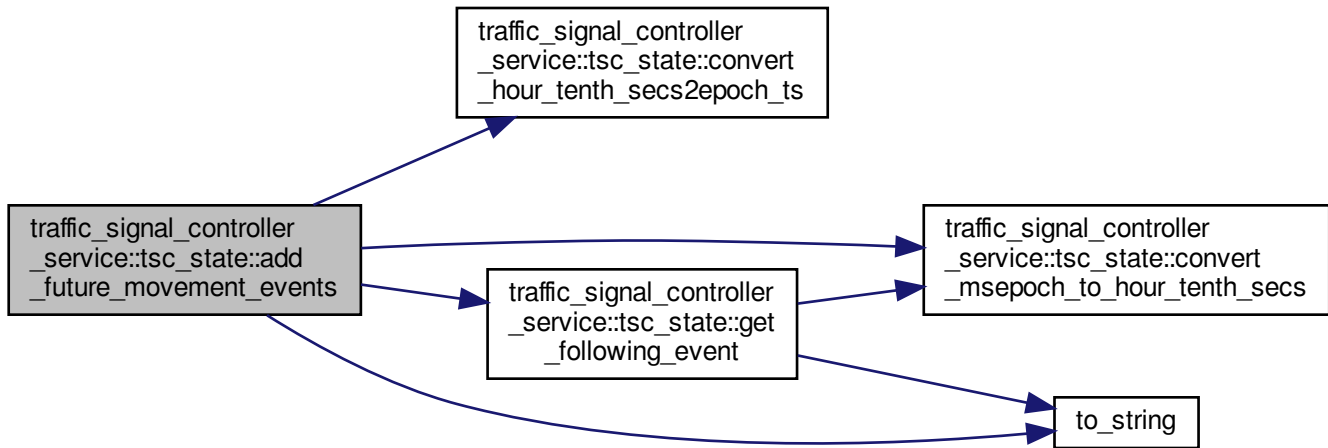 traffic_signal_controller
_service::tsc_state::convert
_hour_tenth_secs2epoch_ts
traffic_signal_controller
_service::tsc_state::add
_future_movement_events
traffic_signal_controller
_service::tsc_state::get
_following_event
traffic_signal_controller
_service::tsc_state::convert
_msepoch_to_hour_tenth_secs
to_string